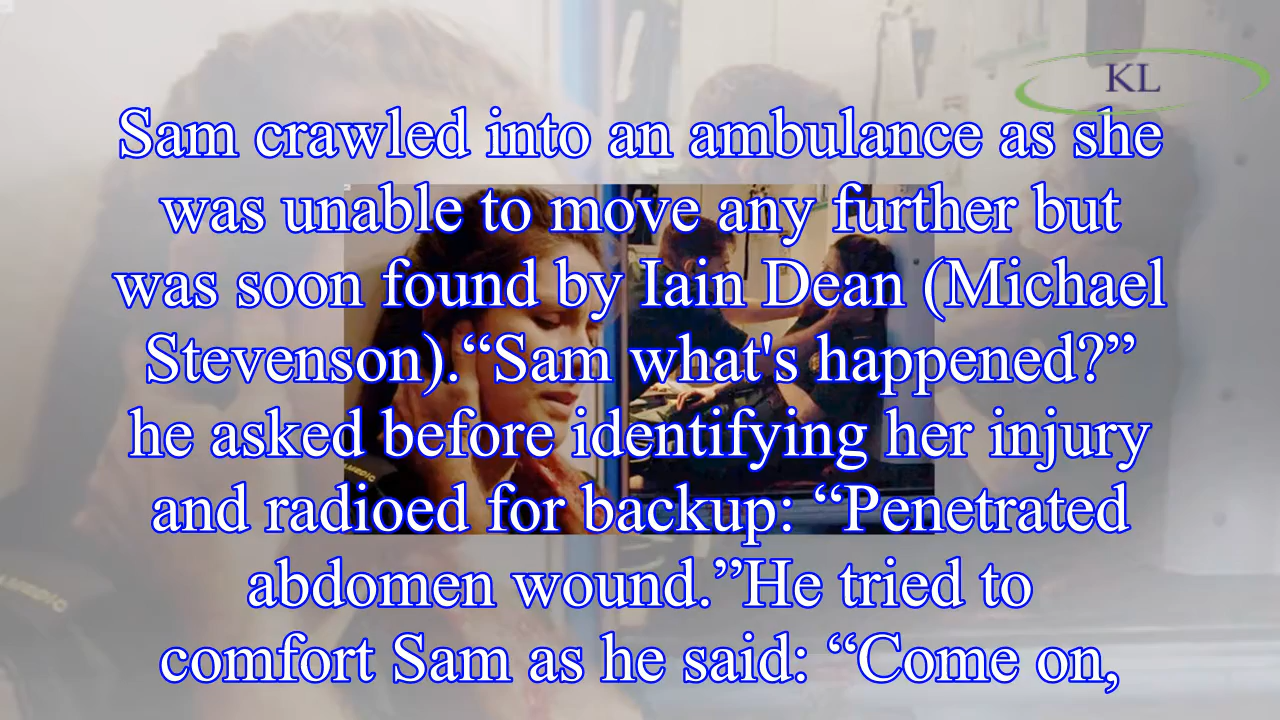 KL
Sam crawled into an ambulance as she
was unable to move any further but
was soon found by Iain Dean (Michael
Stevenson).“Sam what's happened?”
he asked before identifying her injury
and radioed for backup: “Penetrated
abdomen wound.”He tried to
comfort Sam as he said: “Come on,